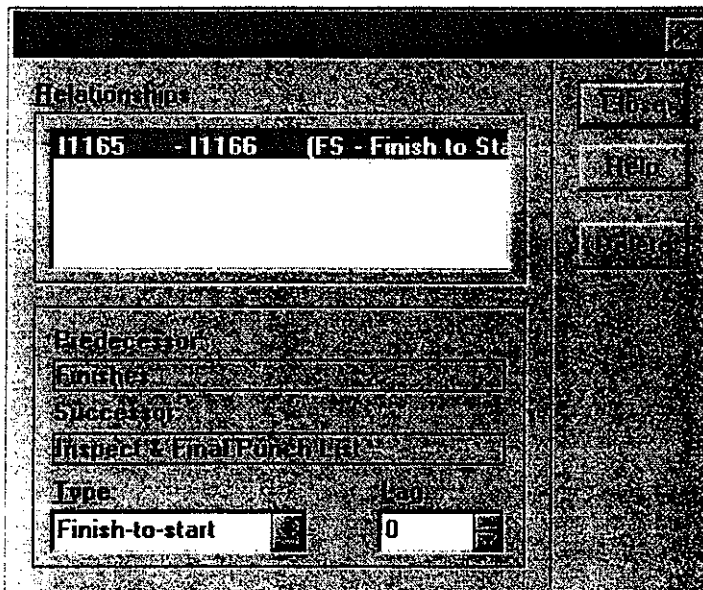 Relationships
Close
I1165 - I1166 (FS - Finish to Sta
Help
Delete
Predecessor
Finishes
Successor
Inspect & Final Punch List
Type
Lag
Finish-to-start
0